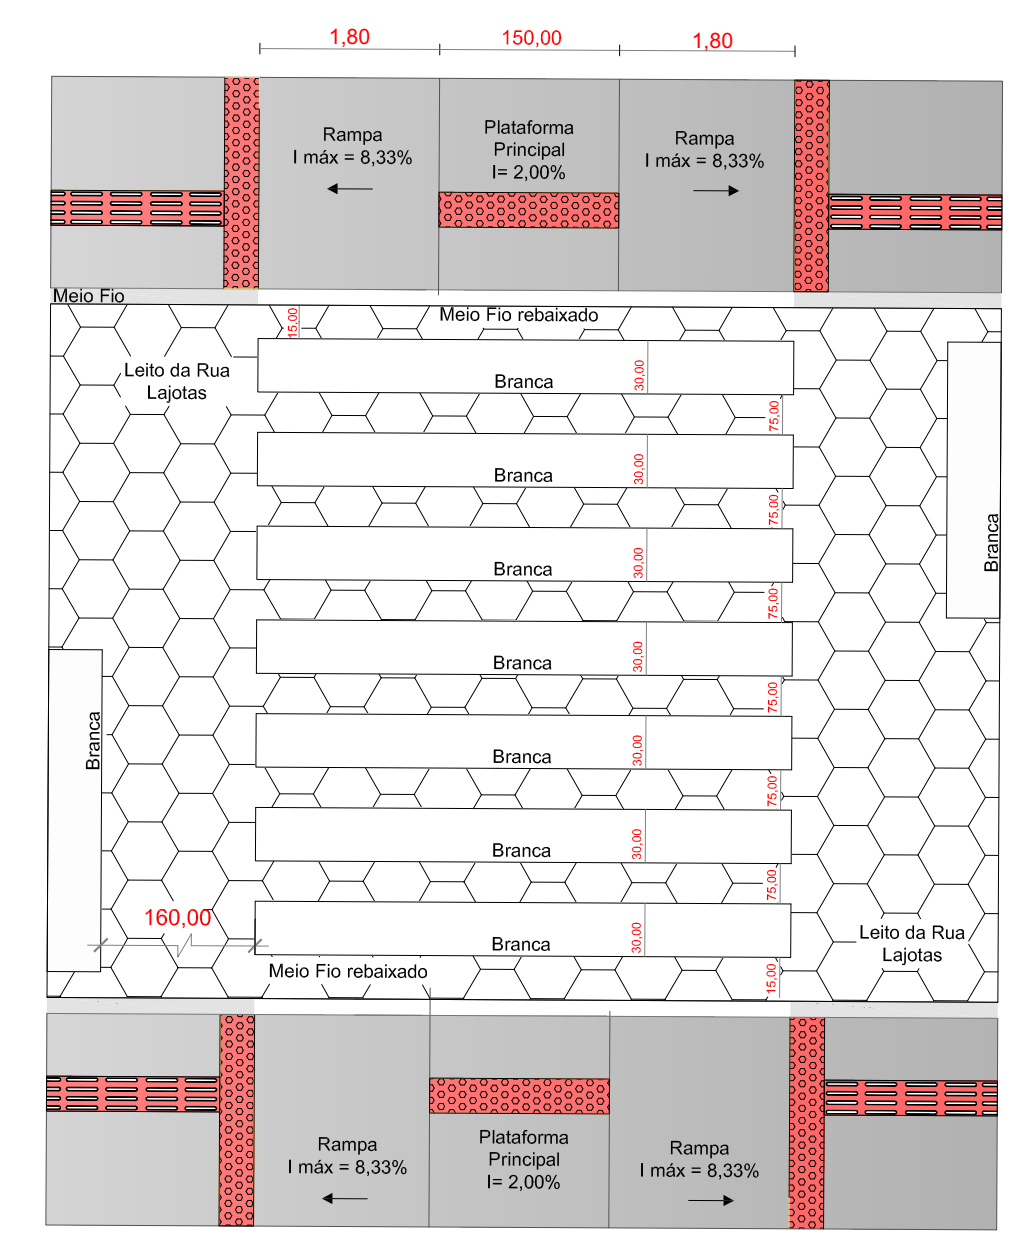 1,80
150,00
1,80
Rampa
I máx = 8,33%
Plataforma
Principal
I= 2,00%
Rampa
I máx = 8,33%
Meio Fio
Meio Fio rebaixado
15,00
Leito da Rua
Lajotas
Branca
30,00
75,00
Branca
30,00
75,00
Branca
30,00
75,00
Branca
Branca
30,00
75,00
Branca
Branca
30,00
75,00
Branca
30,00
75,00
160,00
Branca
30,00
Leito da Rua
Lajotas
Meio Fio rebaixado
15,00
Rampa
I máx = 8,33%
Plataforma
Principal
I= 2,00%
Rampa
I máx = 8,33%